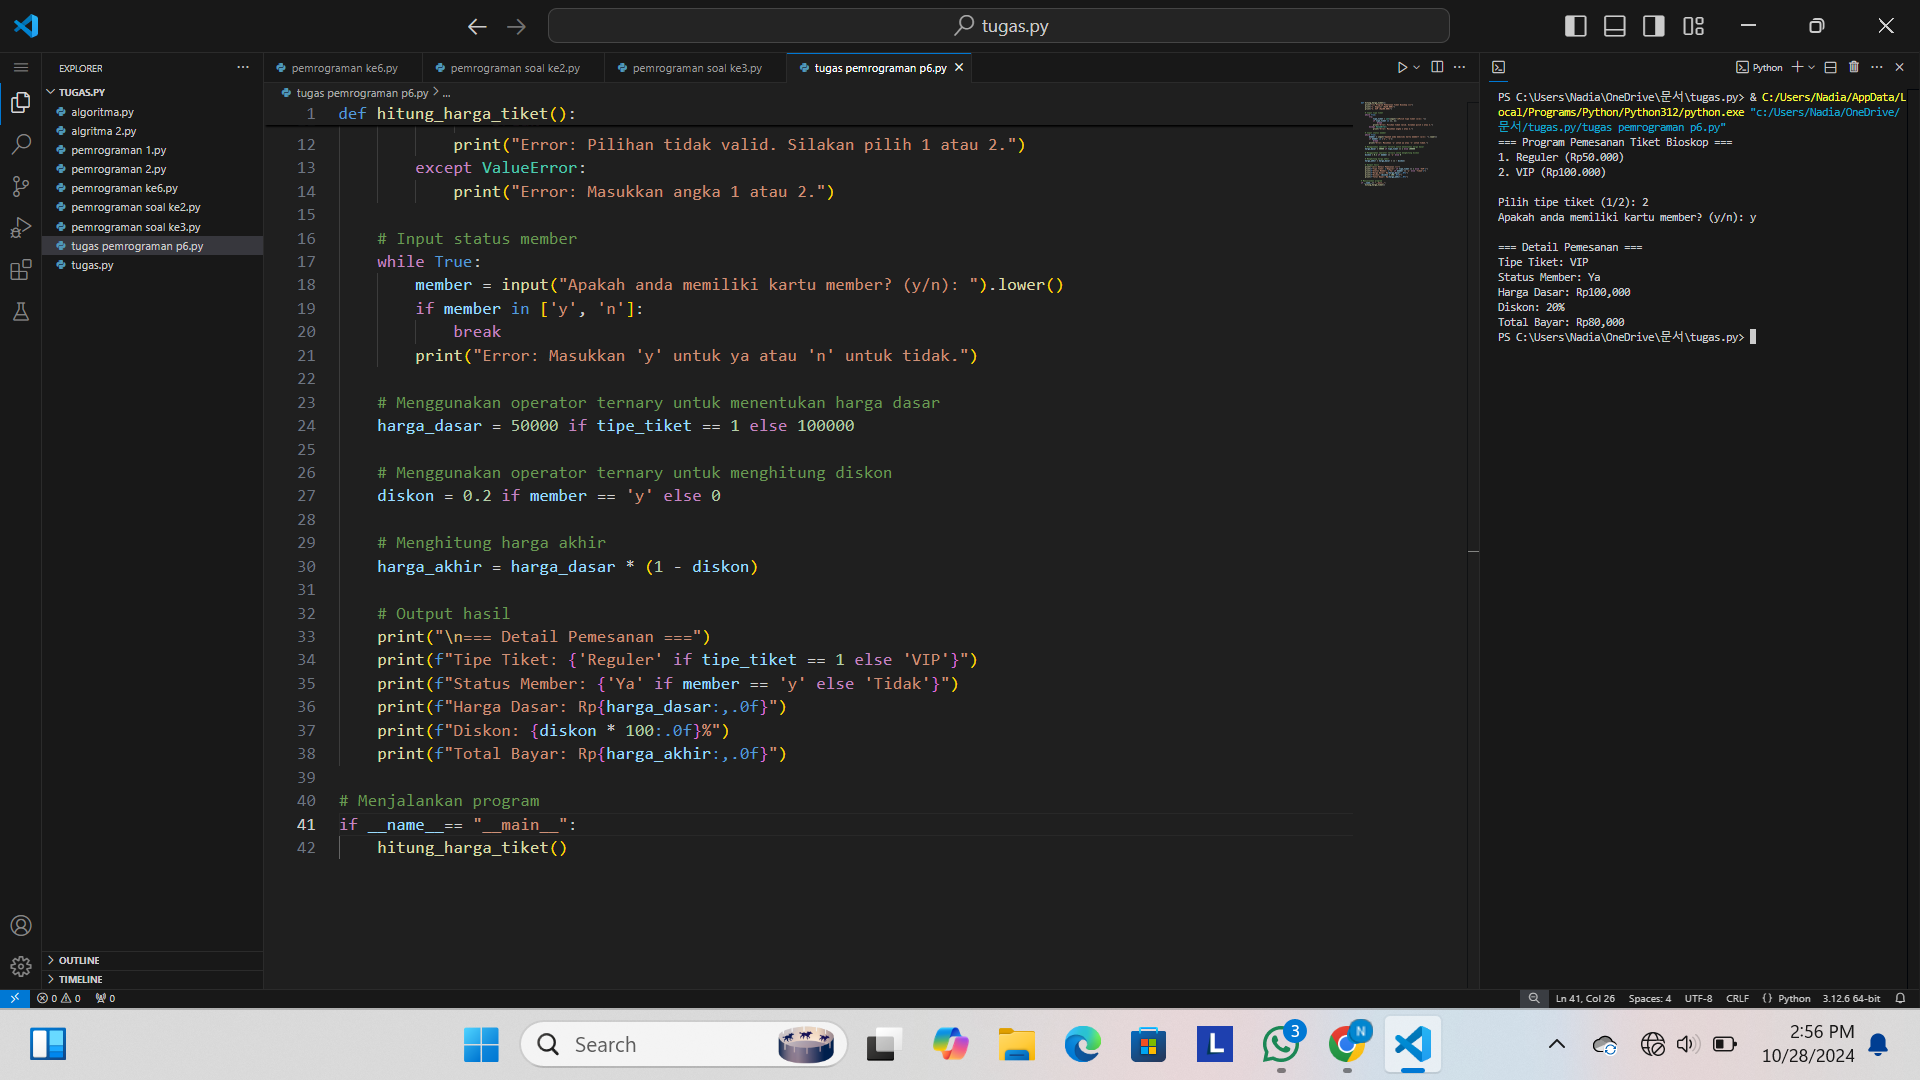 tugas.py
EXPLORER
TUGAS.PY
algoritma.py
algritma 2.py
pemrograman 1.py
pemrograman 2.py
pemrograman ke6.py
pemrograman soal ke2.py
pemrograman soal ke3.py
tugas pemrograman p6.py
tugas.py
OUTLINE
TIMELINE
pemrograman ke6.py
pemrograman soal ke2.py
pemrograman soal ke3.py
tugas pemrograman p6.py
tugas pemrograman p6.py > ...
1 def hitung_harga_tiket():
12 print("Error: Pilihan tidak valid. Silakan pilih 1 atau 2.")
13 except ValueError:
14 print("Error: Masukkan angka 1 atau 2.")
15
16 # Input status member
17 while True:
18 member = input("Apakah anda memiliki kartu member? (y/n): ").lower()
19 if member in ['y', 'n']:
20 break
21 print("Error: Masukkan 'y' untuk ya atau 'n' untuk tidak.")
22
23 # Menggunakan operator ternary untuk menentukan harga dasar
24 harga_dasar = 50000 if tipe_tiket == 1 else 100000
25
26 # Menggunakan operator ternary untuk menghitung diskon
27 diskon = 0.2 if member == 'y' else 0
28
29 # Menghitung harga akhir
30 harga_akhir = harga_dasar * (1 - diskon)
31
32 # Output hasil
33 print("\n=== Detail Pemesanan ===")
34 print(f"Tipe Tiket: {'Reguler' if tipe_tiket == 1 else 'VIP'}")
35 print(f"Status Member: {'Ya' if member == 'y' else 'Tidak'}")
36 print(f"Harga Dasar: Rp{harga_dasar:,.0f}")
37 print(f"Diskon: {diskon * 100:.0f}%")
38 print(f"Total Bayar: Rp{harga_akhir:,.0f}")
39
40 # Menjalankan program
41 if __name__== "__main__":
42 hitung_harga_tiket()
Python
PS C:\Users\Nadia\OneDrive\문서\tugas.py> & C:/Users/Nadia/AppData/L
ocal/Programs/Python/Python312/python.exe "c:/Users/Nadia/OneDrive/
문서/tugas.py/tugas pemrograman p6.py"
=== Program Pemesanan Tiket Bioskop ===
1. Reguler (Rp50.000)
2. VIP (Rp100.000)
Pilih tipe tiket (1/2): 2
Apakah anda memiliki kartu member? (y/n): y
=== Detail Pemesanan ===
Tipe Tiket: VIP
Status Member: Ya
Harga Dasar: Rp100,000
Diskon: 20%
Total Bayar: Rp80,000
PS C:\Users\Nadia\OneDrive\문서\tugas.py>
0 0 0
Ln 41, Col 26 Spaces: 4 UTF-8 CRLF {} Python 3.12.6 64-bit
Search
L
3
N
2:56 PM
10/28/2024